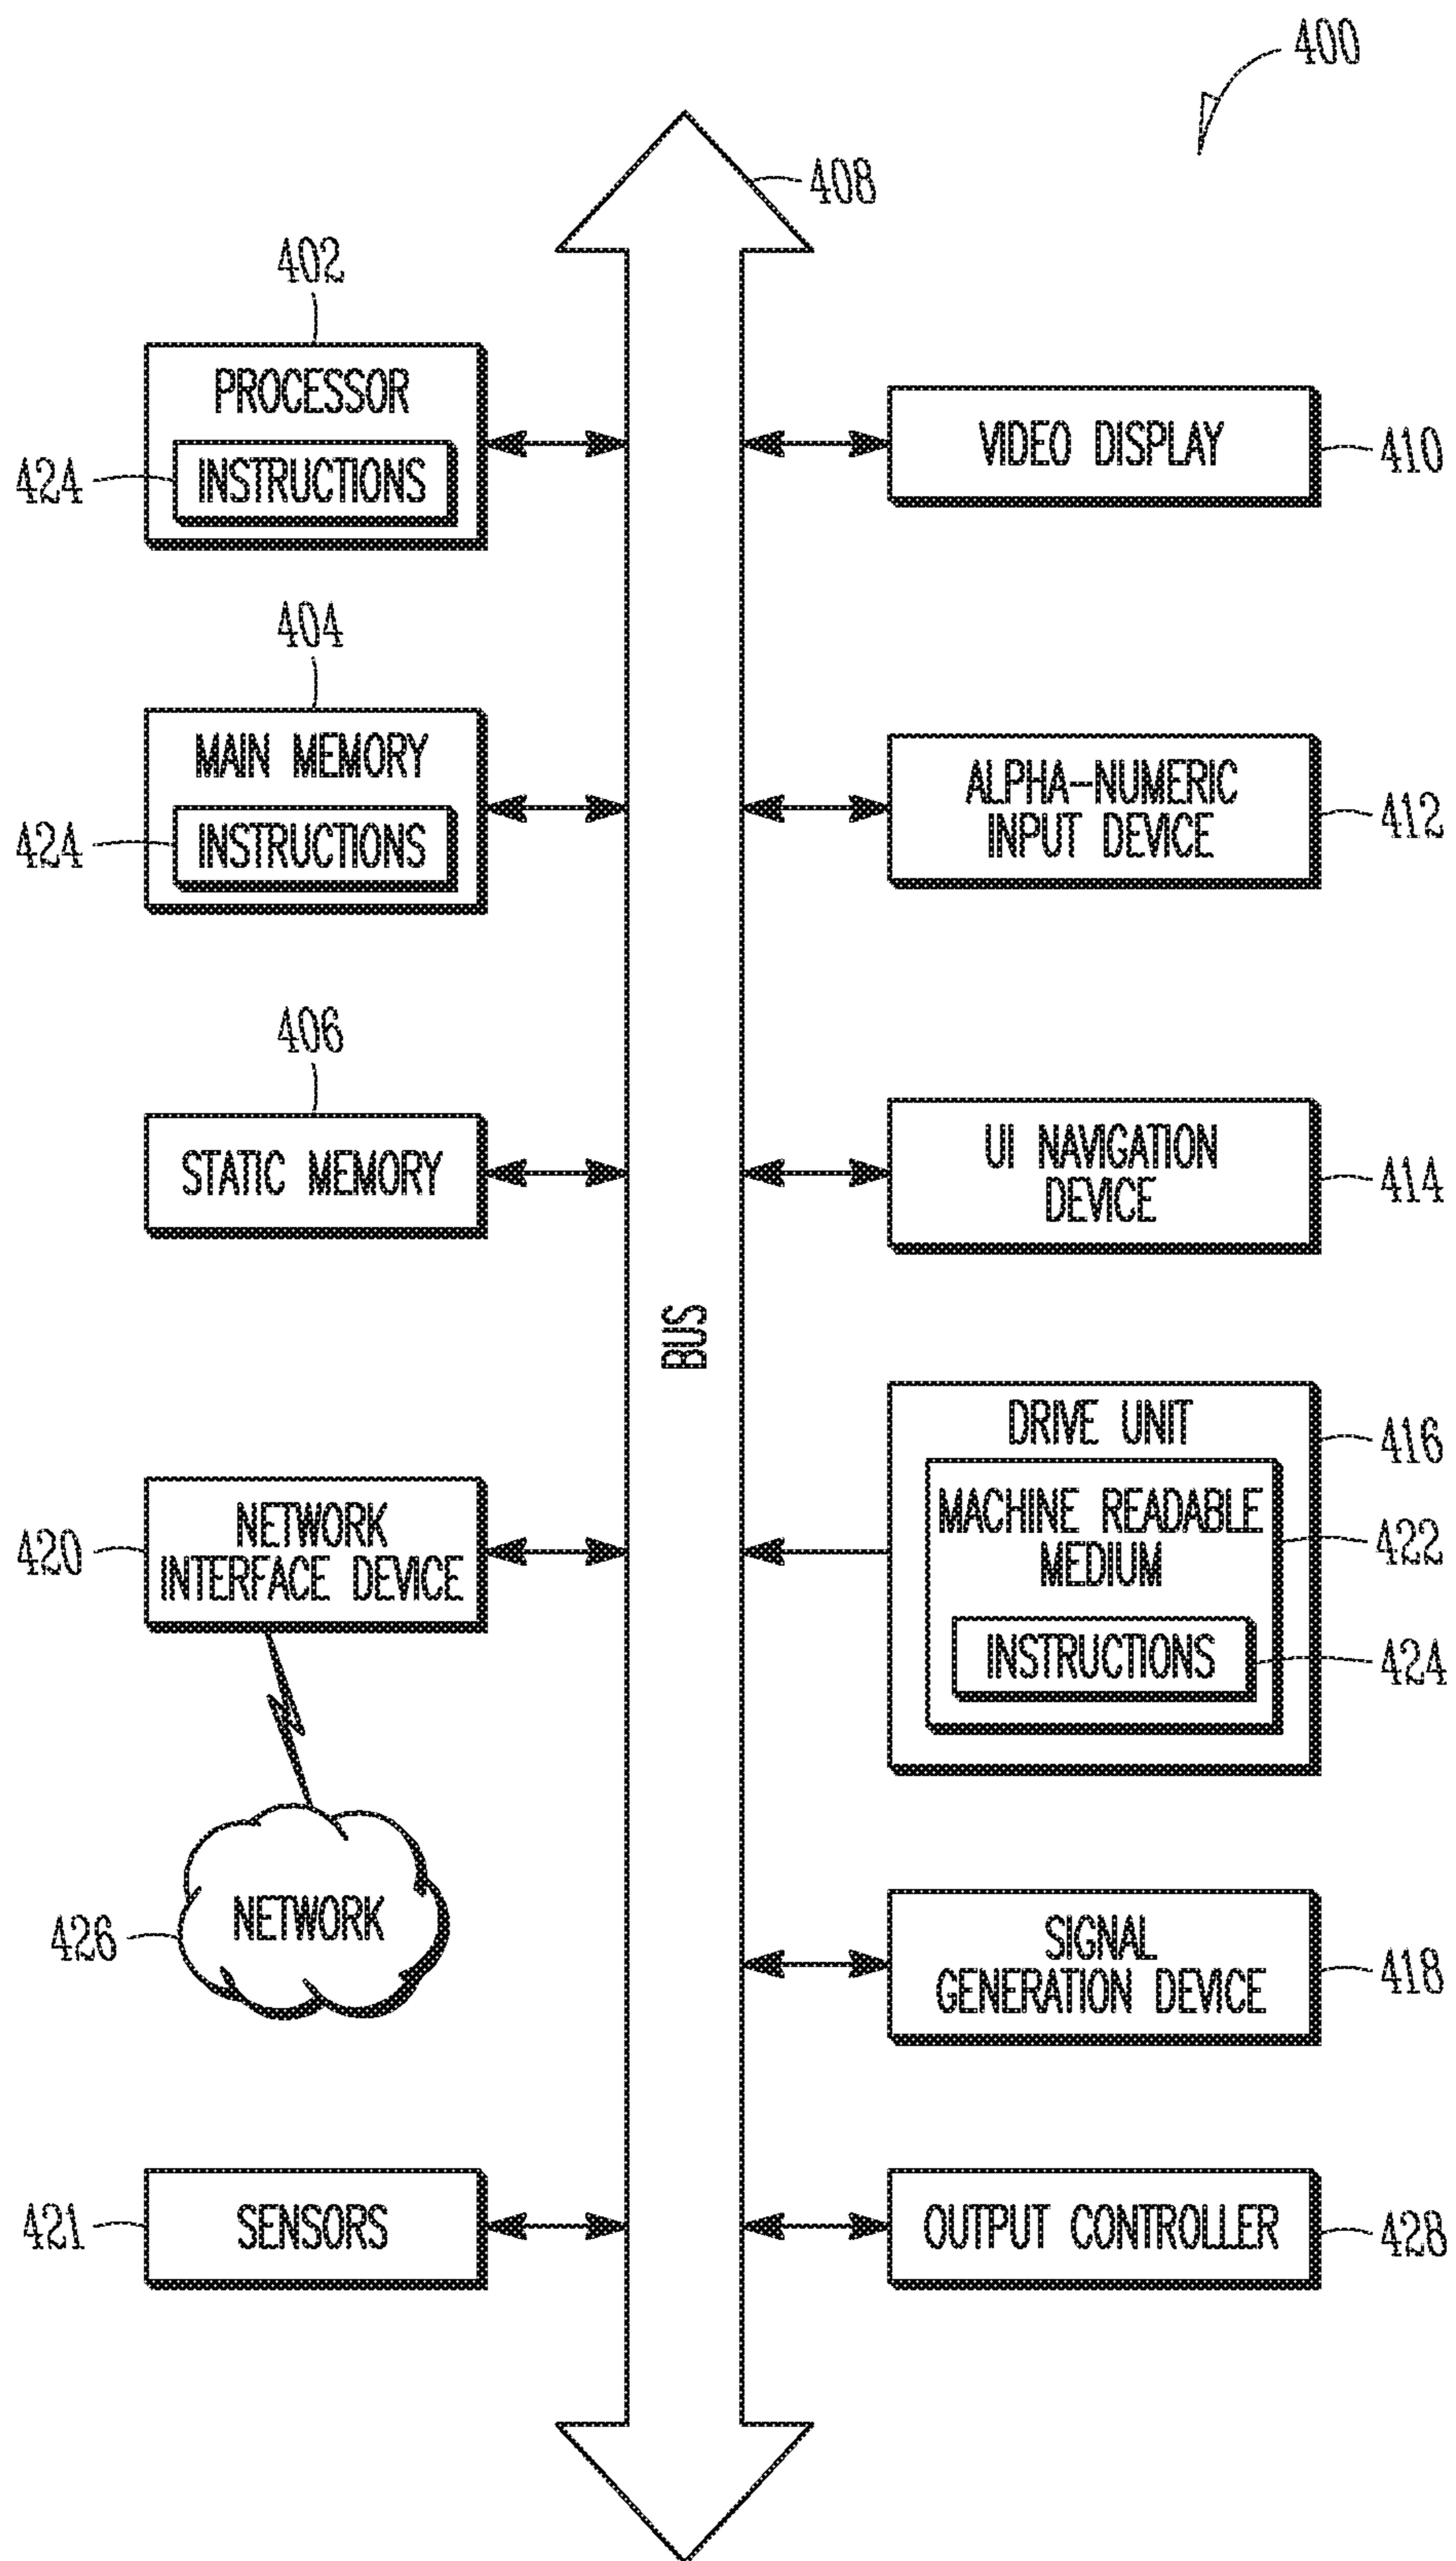 400
408
402
PROCESSOR
424
INSTRUCTIONS
VIDEO DISPLAY
410
404
MAIN MEMORY
424
INSTRUCTIONS
ALPHA-NUMERIC
INPUT DEVICE
412
406
STATIC MEMORY
UI NAVIGATION
DEVICE
414
BUS
DRIVE UNIT
416
MACHINE READABLE
MEDIUM
422
INSTRUCTIONS
424
420
NETWORK
INTERFACE DEVICE
426
NETWORK
SIGNAL
GENERATION DEVICE
418
421
SENSORS
OUTPUT CONTROLLER
428